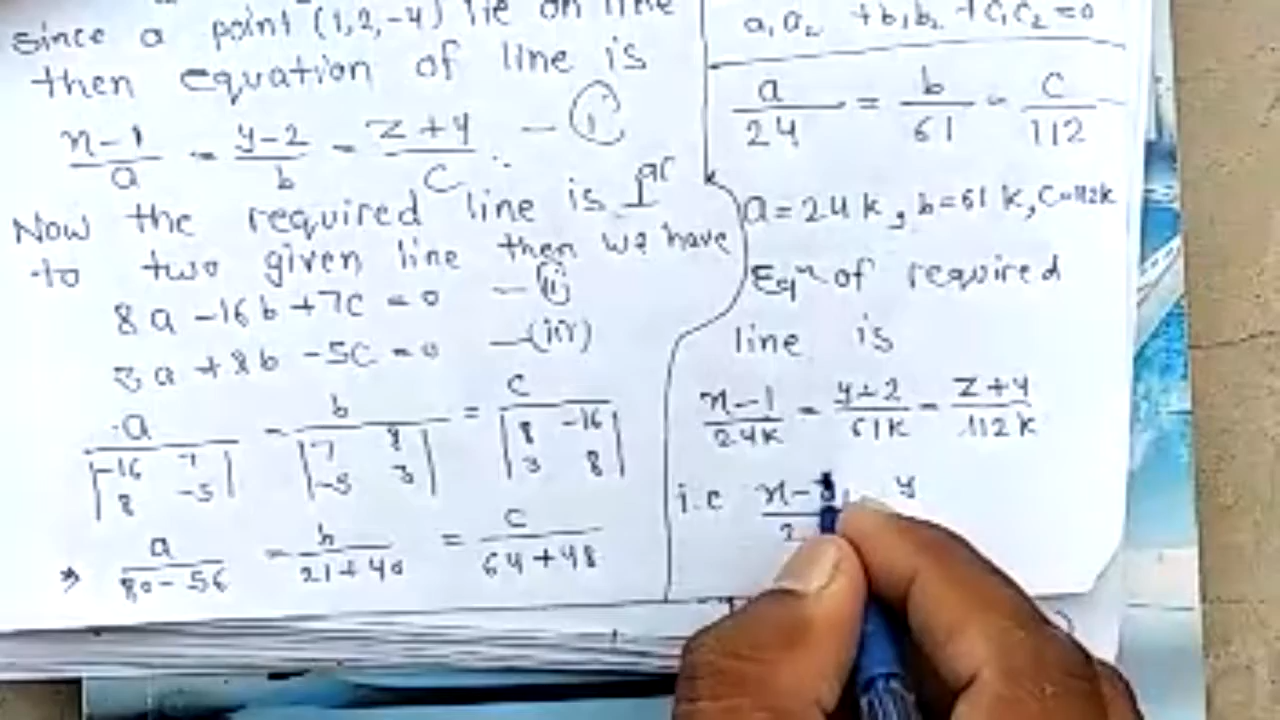 since a point (1,2,-4) lie on line
then equation of line is
x-1/a = y-2/b = z+4/c — (i)
Now the required line is ⊥ar
to two given line then we have
8a -16b +7c = 0 — (ii)
3a +8b -5c = 0 — (iii)
a/|-16 7; 8 -5| = b/|7 8; -5 3| = c/|8 -16; 3 8|
a/80-56 = b/21+40 = c/64+48
a1a2 +b1b2 +c1c2 =0
a/24 = b/61 = c/112
a=24k, b=61k, c=112k
Eqn of required
line is
x-1/24k = y-2/61k = z+4/112k
i.e x-1/2 y